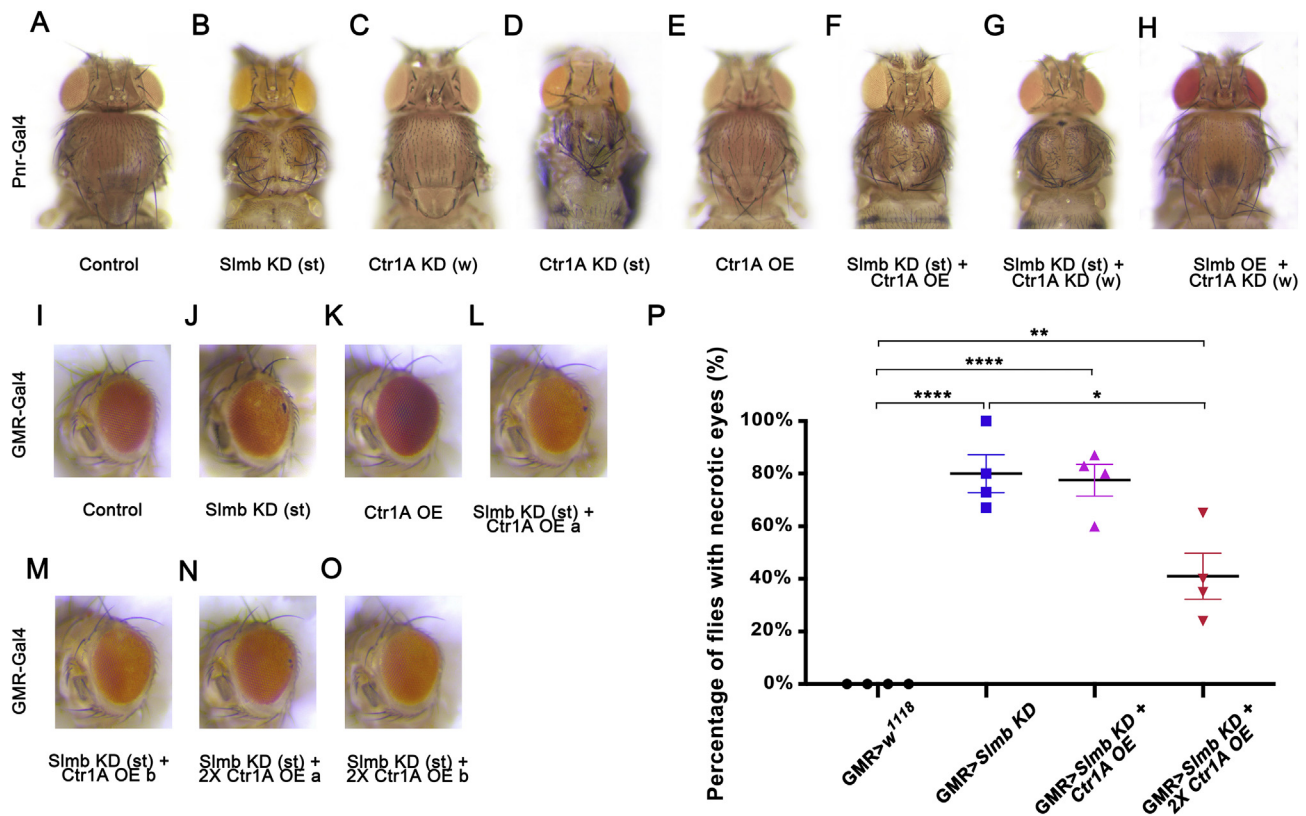 A B C D E F G H
Pnr-Gal4
Control
Slmb KD (st)
Ctr1A KD (w)
Ctr1A KD (st)
Ctr1A OE
Slmb KD (st) +
Ctr1A OE
Slmb KD (st) +
Ctr1A KD (w)
Slmb OE +
Ctr1A KD (w)
I J K L
GMR-Gal4
Control
Slmb KD (st)
Ctr1A OE
Slmb KD (st) +
Ctr1A OE a
M N O
GMR-Gal4
Slmb KD (st) +
Ctr1A OE b
Slmb KD (st) +
2X Ctr1A OE a
Slmb KD (st) +
2X Ctr1A OE b
P
Percentage of flies with necrotic eyes (%)
**
****
**** *
100%
80%
60%
40%
20%
0%
GMR>w1118
GMR>Slmb KD
GMR>Slmb KD +
Ctr1A OE
GMR>Slmb KD +
2X Ctr1A OE